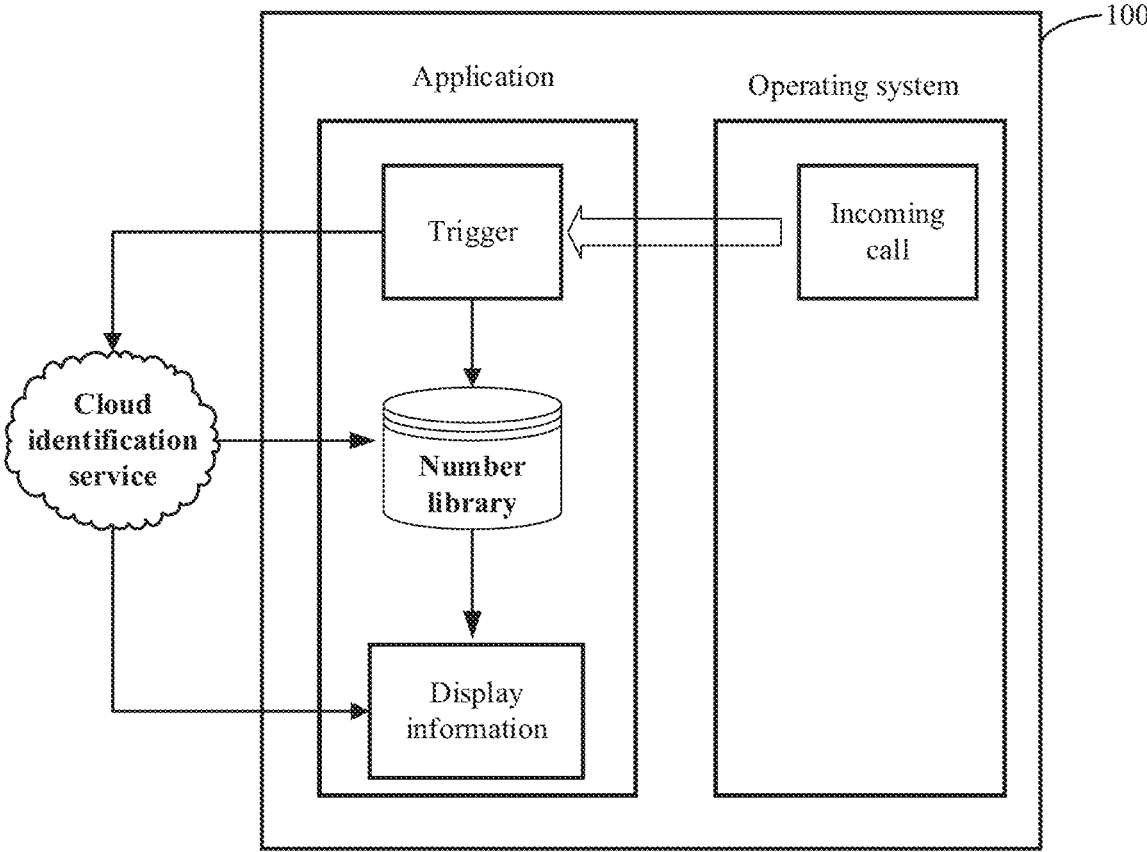 100
Application
Operating system
Trigger
Incoming
call
Cloud
identification
service
Number
library
Display
information